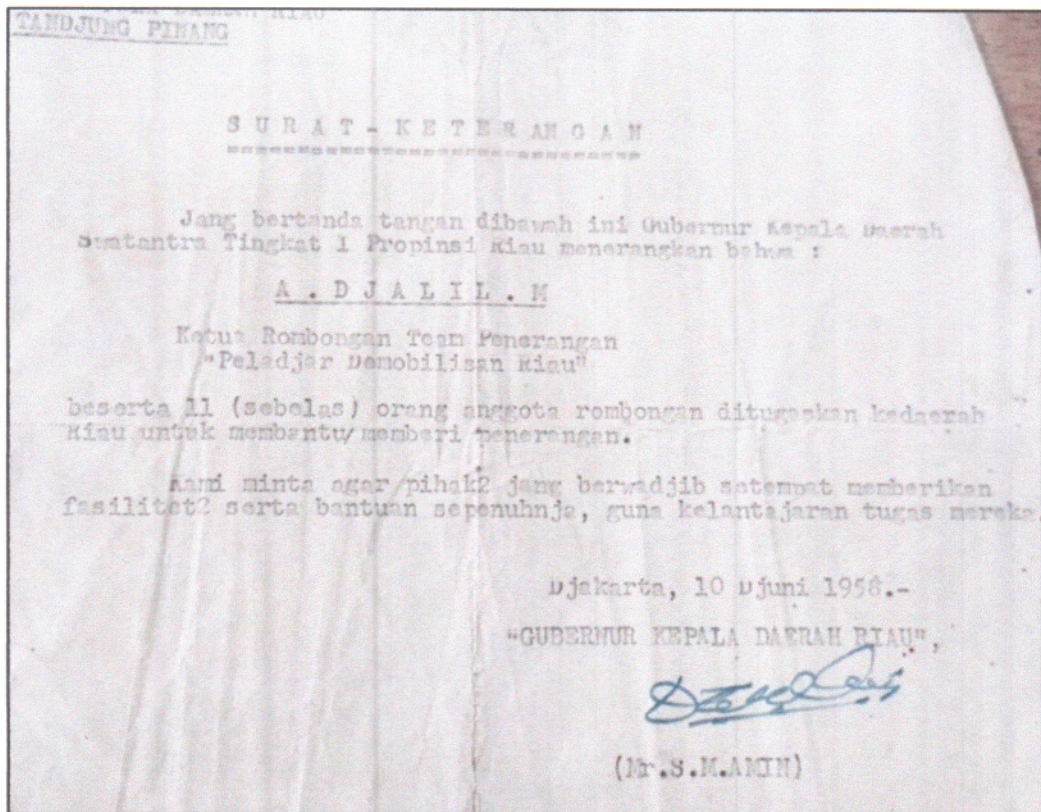 DAERAH RIAU
TANDJUNG PINANG
S U R A T - K E T E R A N G A N
Jang bertanda tangan dibawah ini Gubernur Kepala Daerah
Swatantra Tingkat I Propinsi Riau menerangkan bahwa :
A . D J A L I L . M
Ketua Rombongan Team Penerangan
"Peladjar Demobilisan Riau"
beserta 11 (sebelas) orang anggota rombongan ditugaskan kedaerah
Riau untuk membantu/memberi penerangan.
Kami minta agar pihak2 jang berwadjib setempat memberikan
fasilitet2 serta bantuan sepenuhnja, guna kelantajaran tugas mereka.
Djakarta, 10 Djuni 1958.-
"GUBERNUR KEPALA DAERAH RIAU",
(Mr.S.M.AMIN)